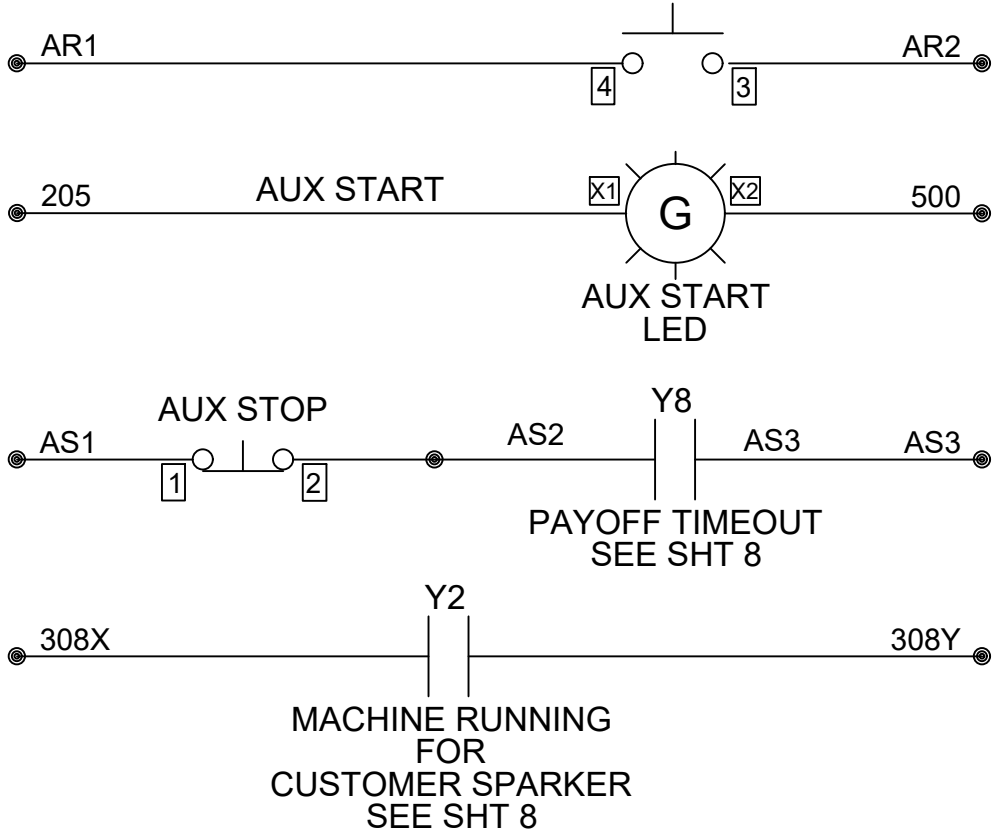 AR1
AR2
4
3
205
AUX START
X1
G
X2
500
AUX START
LED
AS1
AUX STOP
1
2
AS2
Y8
AS3
AS3
PAYOFF TIMEOUT
SEE SHT 8
308X
Y2
308Y
MACHINE RUNNING
FOR
CUSTOMER SPARKER
SEE SHT 8